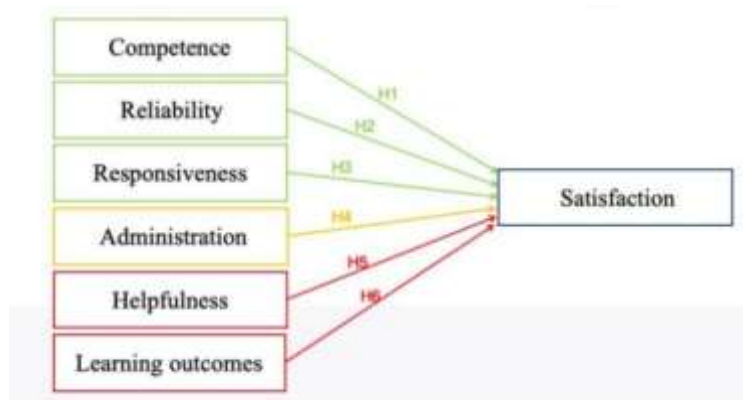 Competence
H1
Reliability
H2
Responsiveness
H3
Satisfaction
Administration
H4
H5
Helpfulness
H6
Learning outcomes